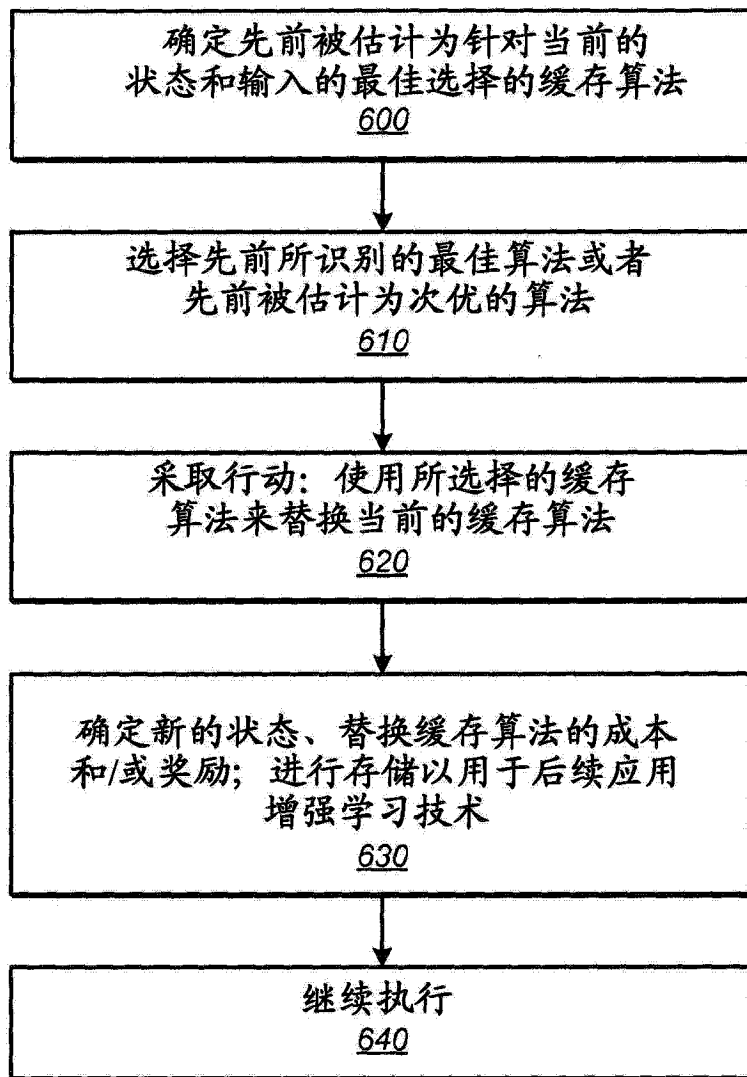 确定先前被估计为针对当前的
状态和输入的最佳选择的缓存算法
600
选择先前所识别的最佳算法或者
先前被估计为次优的算法
610
采取行动：使用所选择的缓存
算法来替换当前的缓存算法
620
确定新的状态、替换缓存算法的成本
和/或奖励；进行存储以用于后续应用
增强学习技术
630
继续执行
640